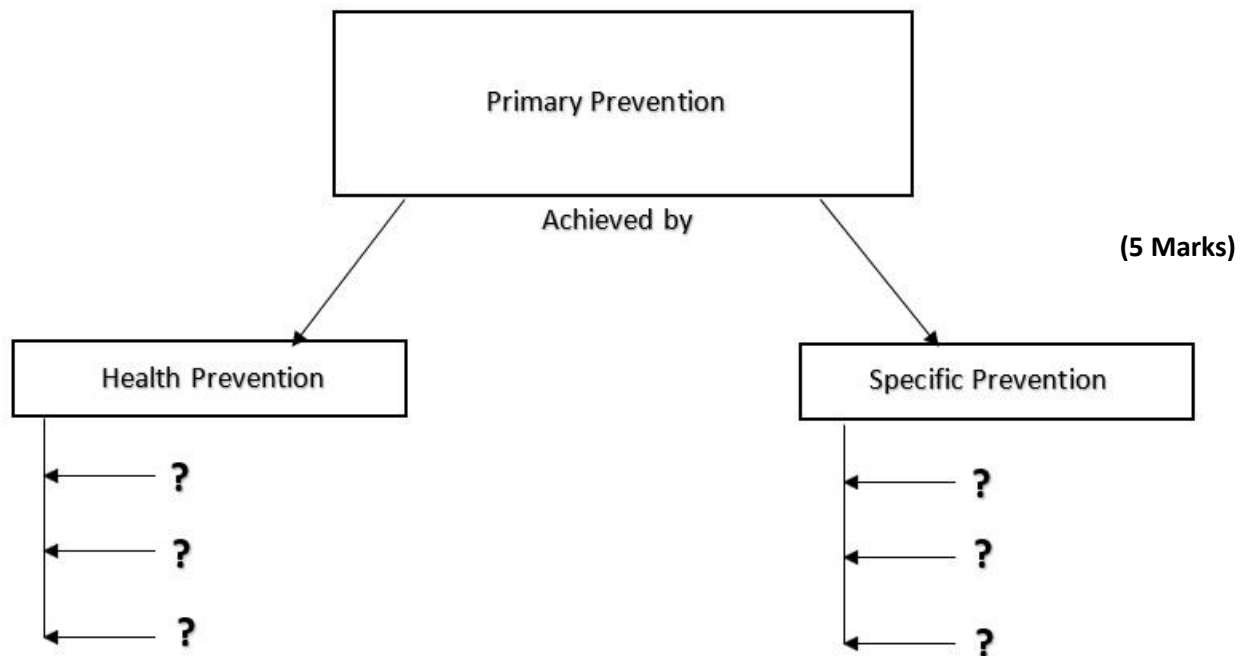 Primary Prevention
Achieved by
(5 Marks)
Health Prevention
Specific Prevention
?
?
?
?
?
?